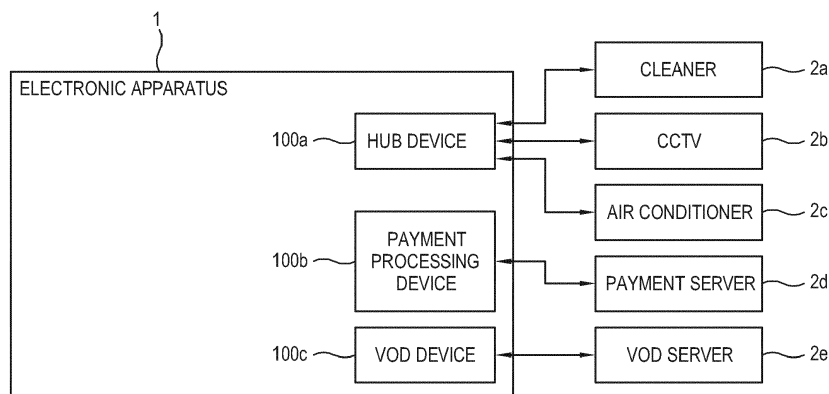 1
ELECTRONIC APPARATUS
CLEANER
2a
100a
HUB DEVICE
CCTV
2b
AIR CONDITIONER
2c
100b
PAYMENT
PROCESSING
DEVICE
PAYMENT SERVER
2d
100c
VOD DEVICE
VOD SERVER
2e